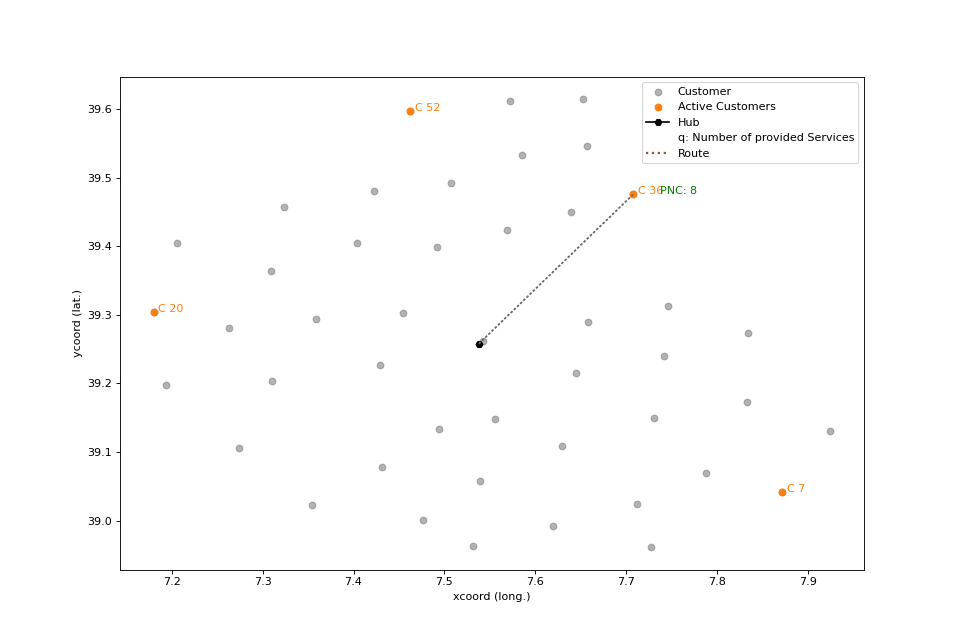 Customer
Active Customers
Hub
q: Number of provided Services
Route
C 52
C 36
PNC: 8
C 20
C 7
39.6
39.5
39.4
39.3
39.2
39.1
39.0
ycoord (lat.)
7.2 7.3 7.4 7.5 7.6 7.7 7.8 7.9
xcoord (long.)